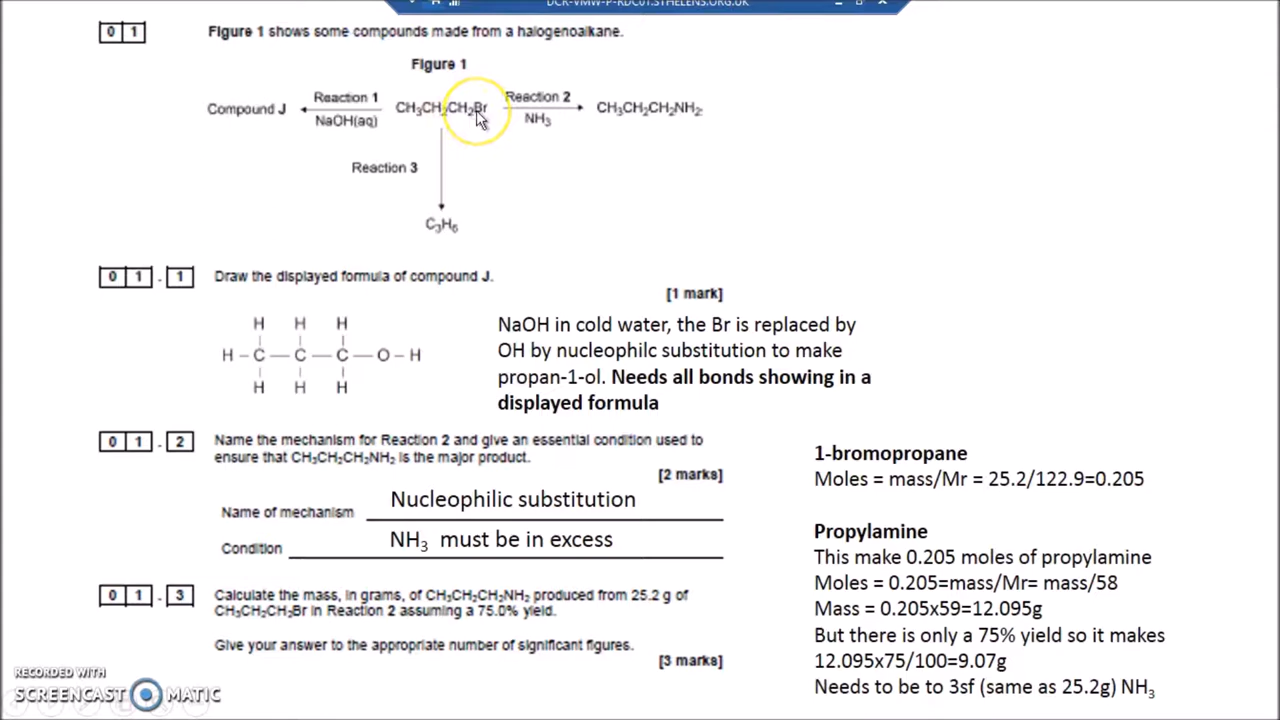 DCR-VMW-P-RDC01.STHELENS.ORG.UK
0 1
Figure 1 shows some compounds made from a halogenoalkane.
Figure 1
Compound J
Reaction 1
NaOH(aq)
CH₃CH₂CH₂Br
Reaction 2
NH₃
CH₃CH₂CH₂NH₂
Reaction 3
C₃H₆
0 1 . 1
Draw the displayed formula of compound J.
[1 mark]
H H H
H – C — C — C — O – H
H H H
NaOH in cold water, the Br is replaced by
OH by nucleophilc substitution to make
propan-1-ol. Needs all bonds showing in a
displayed formula
0 1 . 2
Name the mechanism for Reaction 2 and give an essential condition used to
ensure that CH₃CH₂CH₂NH₂ is the major product.
[2 marks]
Name of mechanism Nucleophilic substitution
Condition NH₃ must be in excess
0 1 . 3
Calculate the mass, in grams, of CH₃CH₂CH₂NH₂ produced from 25.2 g of
CH₃CH₂CH₂Br in Reaction 2 assuming a 75.0% yield.
Give your answer to the appropriate number of significant figures.
[3 marks]
1-bromopropane
Moles = mass/Mr = 25.2/122.9=0.205
Propylamine
This make 0.205 moles of propylamine
Moles = 0.205=mass/Mr= mass/58
Mass = 0.205x59=12.095g
But there is only a 75% yield so it makes
12.095x75/100=9.07g
Needs to be to 3sf (same as 25.2g) NH₃
RECORDED WITH
SCREENCAST MATIC